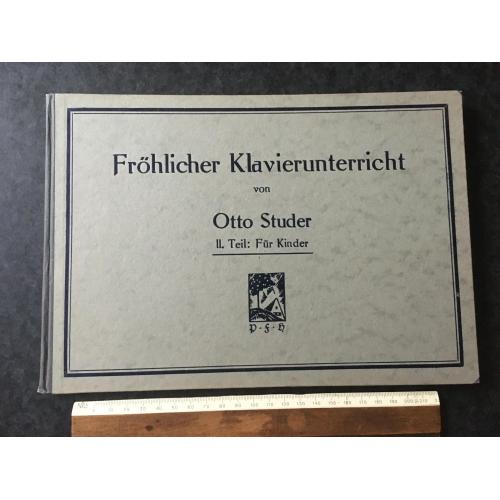 Fröhlicher Klavierunterricht
von
Otto Studer
II. Teil: Für Kinder
P·F·H